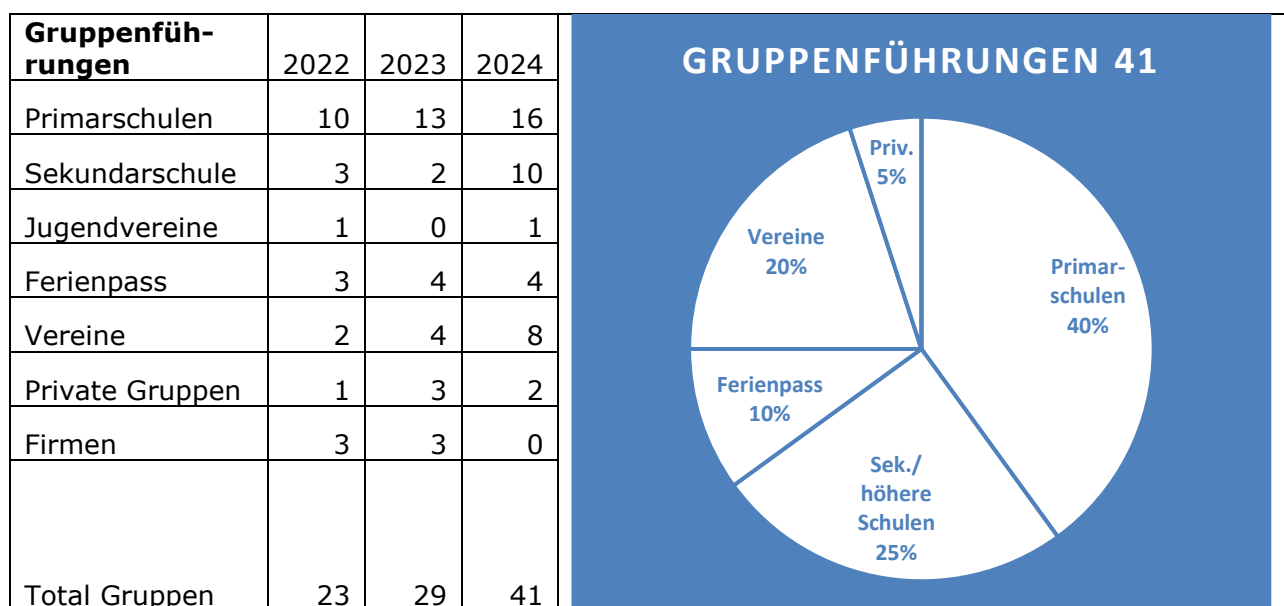 Gruppenfüh-
rungen 2022 2023 2024
Primarschulen 10 13 16
Sekundarschule 3 2 10
Jugendvereine 1 0 1
Ferienpass 3 4 4
Vereine 2 4 8
Private Gruppen 1 3 2
Firmen 3 3 0
Total Gruppen 23 29 41
GRUPPENFÜHRUNGEN 41
Priv.
5%
Vereine
20%
Primar-
schulen
40%
Ferienpass
10%
Sek./
höhere
Schulen
25%